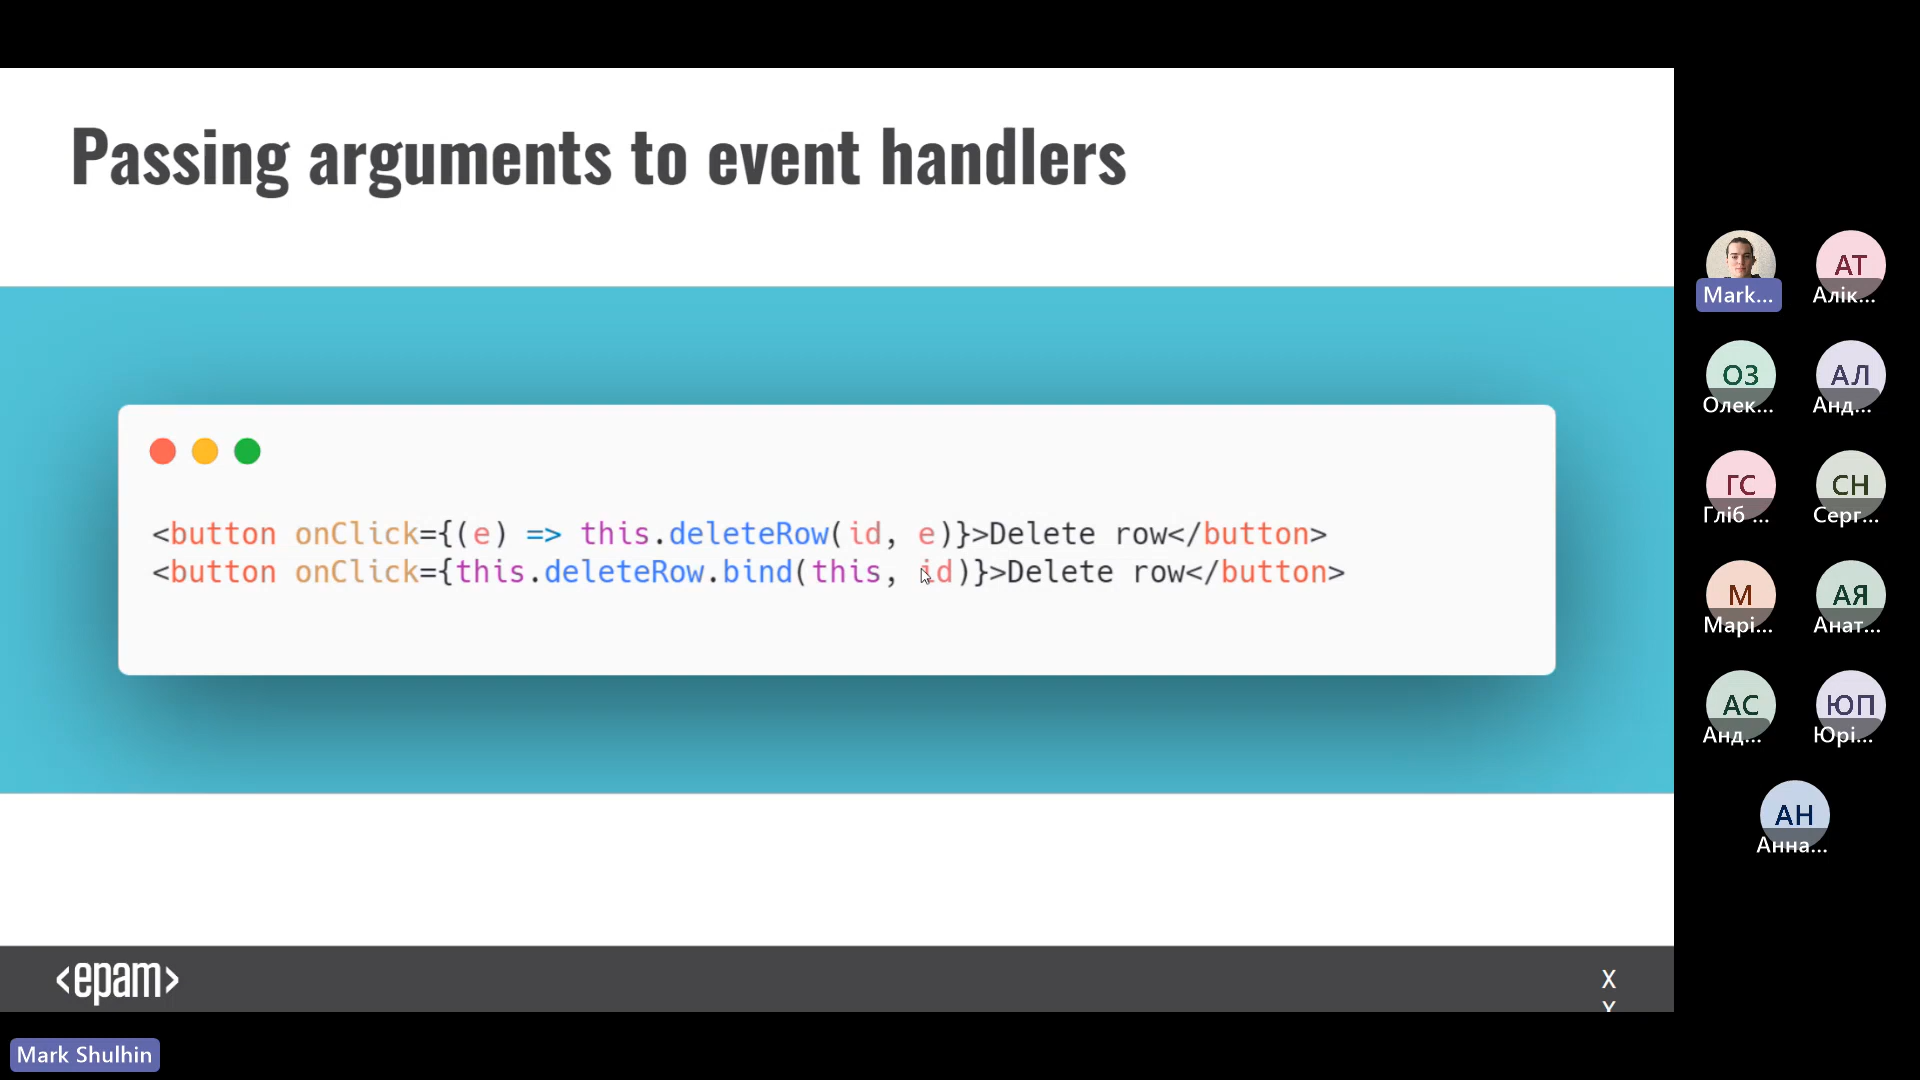 Passing arguments to event handlers
<button onClick={(e) => this.deleteRow(id, e)}>Delete row</button>
<button onClick={this.deleteRow.bind(this, id)}>Delete row</button>
<epam>
X
Y
Mark Shulhin
Mark...
АТ
Алік...
ОЗ
Олек...
АЛ
Анд...
ГС
Гліб ...
СН
Серг...
М
Марі...
АЯ
Анат...
АС
Анд...
ЮП
Юрі...
АН
Анна...